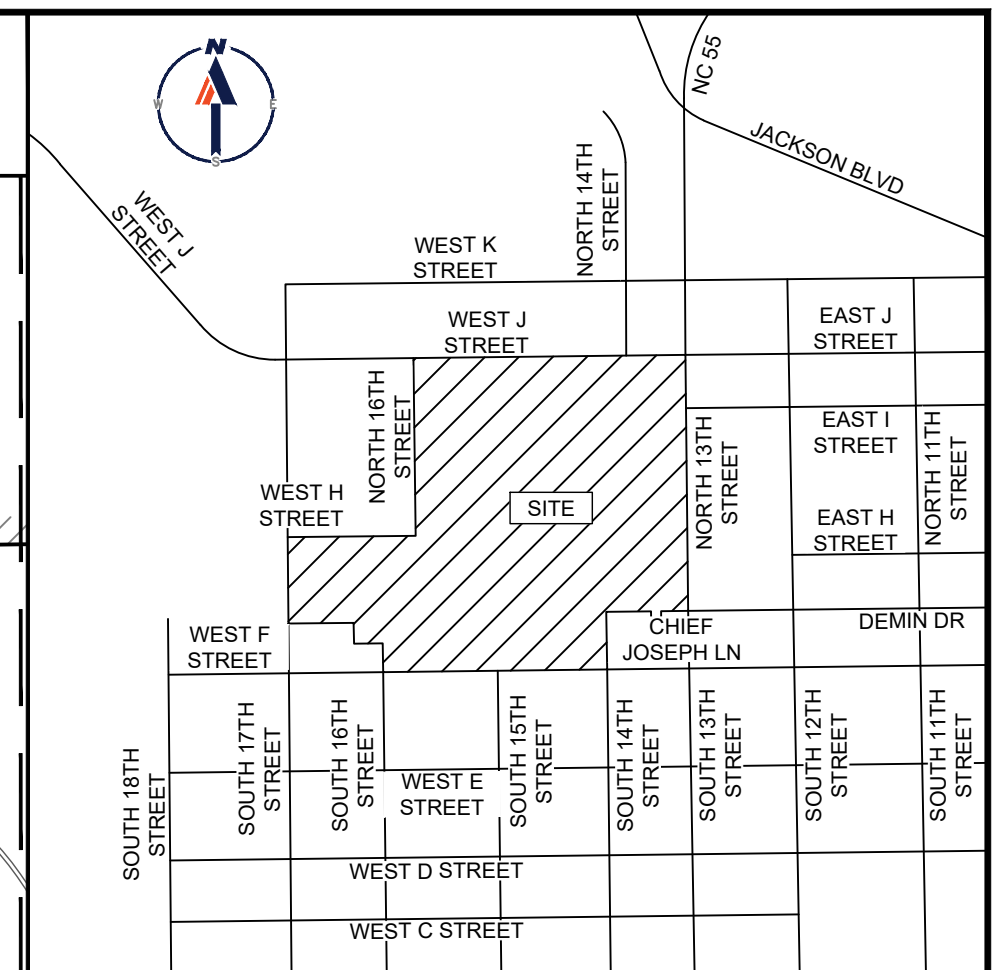 N
W
E
S
NC 55
JACKSON BLVD
WEST J
STREET
NORTH 14TH
STREET
WEST K
STREET
WEST J
STREET
EAST J
STREET
NORTH 16TH
STREET
EAST I
STREET
NORTH 13TH
STREET
NORTH 11TH
STREET
WEST H
STREET
SITE
EAST H
STREET
WEST F
STREET
CHIEF
JOSEPH LN
DEMIN DR
SOUTH 18TH
STREET
SOUTH 17TH
STREET
SOUTH 16TH
STREET
WEST E
STREET
SOUTH 15TH
STREET
SOUTH 14TH
STREET
SOUTH 13TH
STREET
SOUTH 12TH
STREET
SOUTH 11TH
STREET
WEST D STREET
WEST C STREET